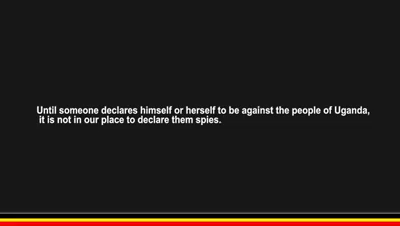 Until someone declares himself or herself to be against the people of Uganda,
it is not in our place to declare them spies.